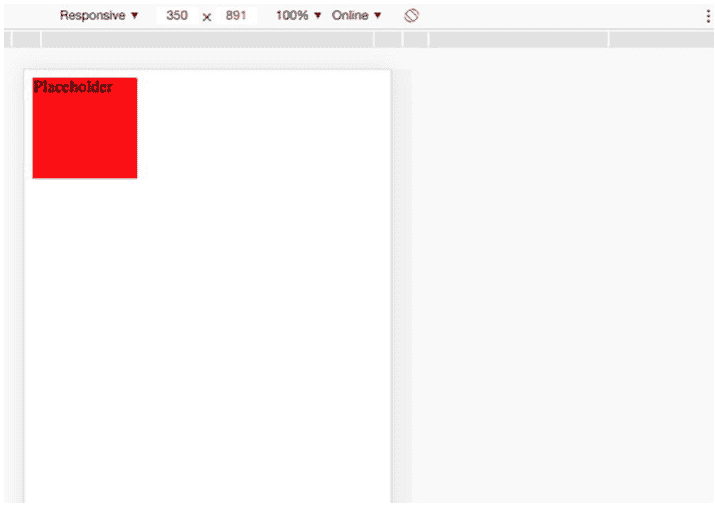 Responsive ▼ 350 × 891 100% ▼ Online ▼
Placeholder